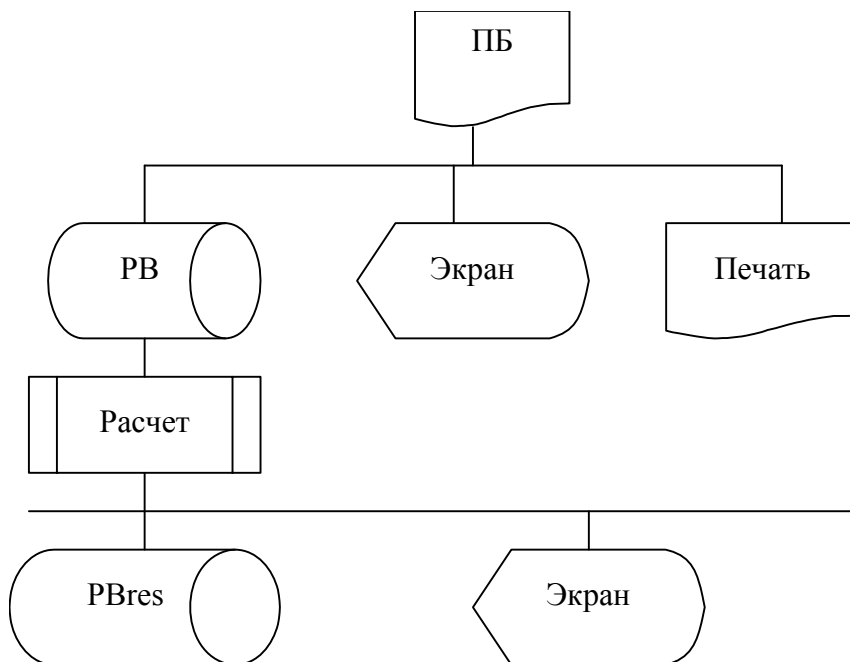 ПБ
РВ
Экран
Печать
Расчет
PBres
Экран